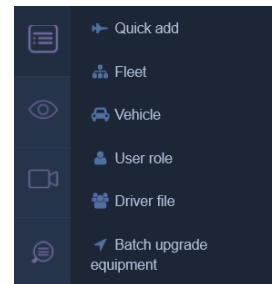 Quick add
Fleet
Vehicle
User role
Driver file
Batch upgrade
equipment